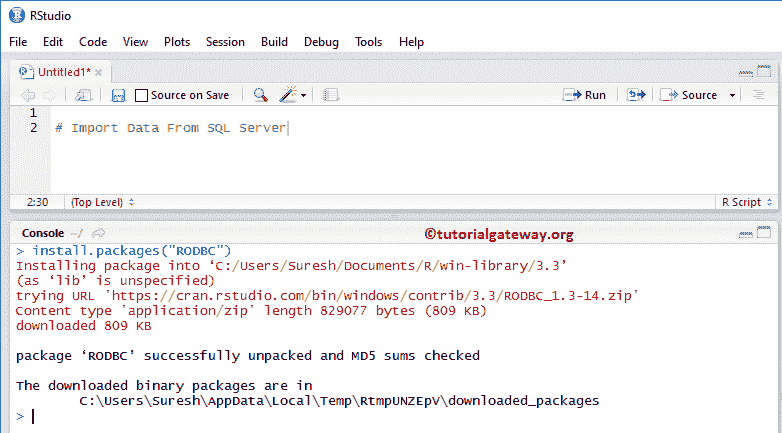 RStudio
File Edit Code View Plots Session Build Debug Tools Help
Untitled1*
Source on Save Run Source
1
2 # Import Data From SQL Server
2:30 (Top Level) R Script
Console ~/
©tutorialgateway.org
> install.packages("RODBC")
Installing package into ‘C:/Users/Suresh/Documents/R/win-library/3.3’
(as ‘lib’ is unspecified)
trying URL 'https://cran.rstudio.com/bin/windows/contrib/3.3/RODBC_1.3-14.zip'
Content type 'application/zip' length 829077 bytes (809 KB)
downloaded 809 KB
package ‘RODBC’ successfully unpacked and MD5 sums checked
The downloaded binary packages are in
C:\Users\Suresh\AppData\Local\Temp\RtmpUNZEpV\downloaded_packages
>